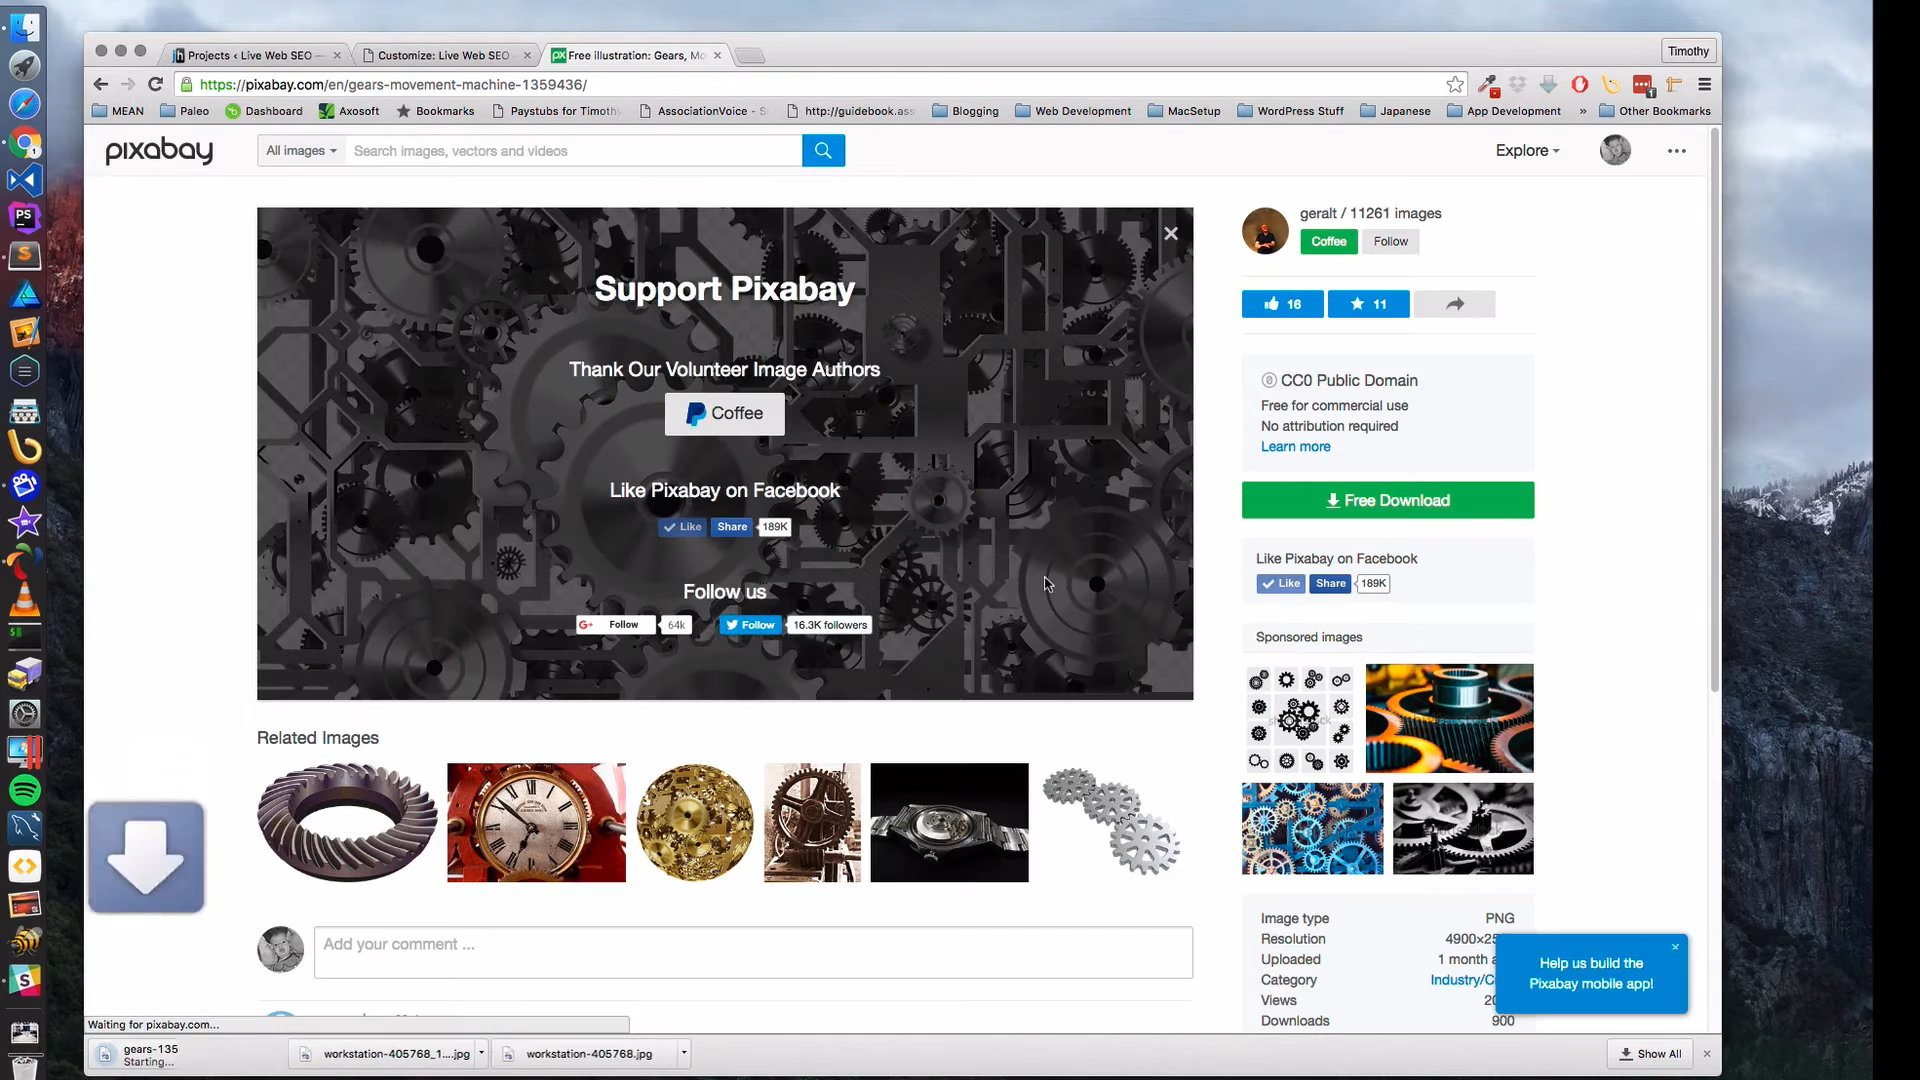 Projects ‹ Live Web SEO —
Customize: Live Web SEO
Free illustration: Gears, Mo
Timothy
https://pixabay.com/en/gears-movement-machine-1359436/
MEAN
Paleo
Dashboard
Axosoft
Bookmarks
Paystubs for Timothy
AssociationVoice - S
http://guidebook.ass
Blogging
Web Development
MacSetup
WordPress Stuff
Japanese
App Development
»
Other Bookmarks
pixabay
All images
Search images, vectors and videos
Explore
geralt / 11261 images
Coffee
Follow
Support Pixabay
16
11
Thank Our Volunteer Image Authors
Coffee
CC0 Public Domain
Free for commercial use
No attribution required
Learn more
Like Pixabay on Facebook
Like
Share
189K
Free Download
Like Pixabay on Facebook
Like
Share
189K
Follow us
G+
Follow
64k
Follow
16.3K followers
Sponsored images
Related Images
Add your comment ...
Image type PNG
Resolution 4900×25
Uploaded 1 month a
Category Industry/C
Views 20
Downloads 900
Help us build the
Pixabay mobile app!
Waiting for pixabay.com...
gears-135
Starting...
workstation-405768_1....jpg
workstation-405768.jpg
Show All